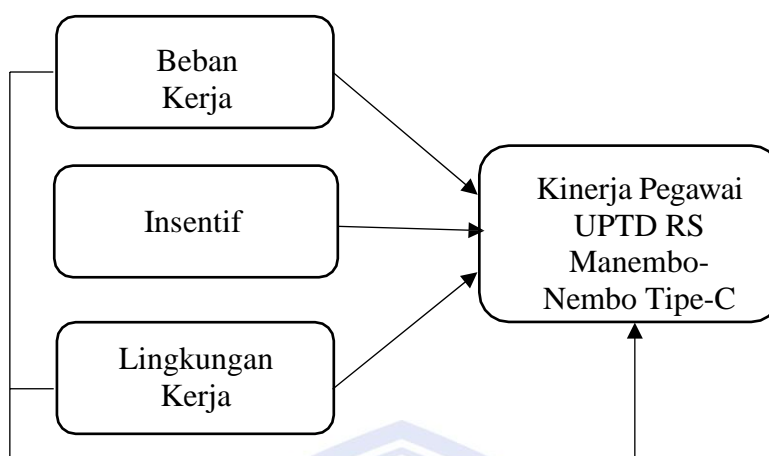 Beban
Kerja
Insentif
Lingkungan
Kerja
Kinerja Pegawai
UPTD RS
Manembo-
Nembo Tipe-C